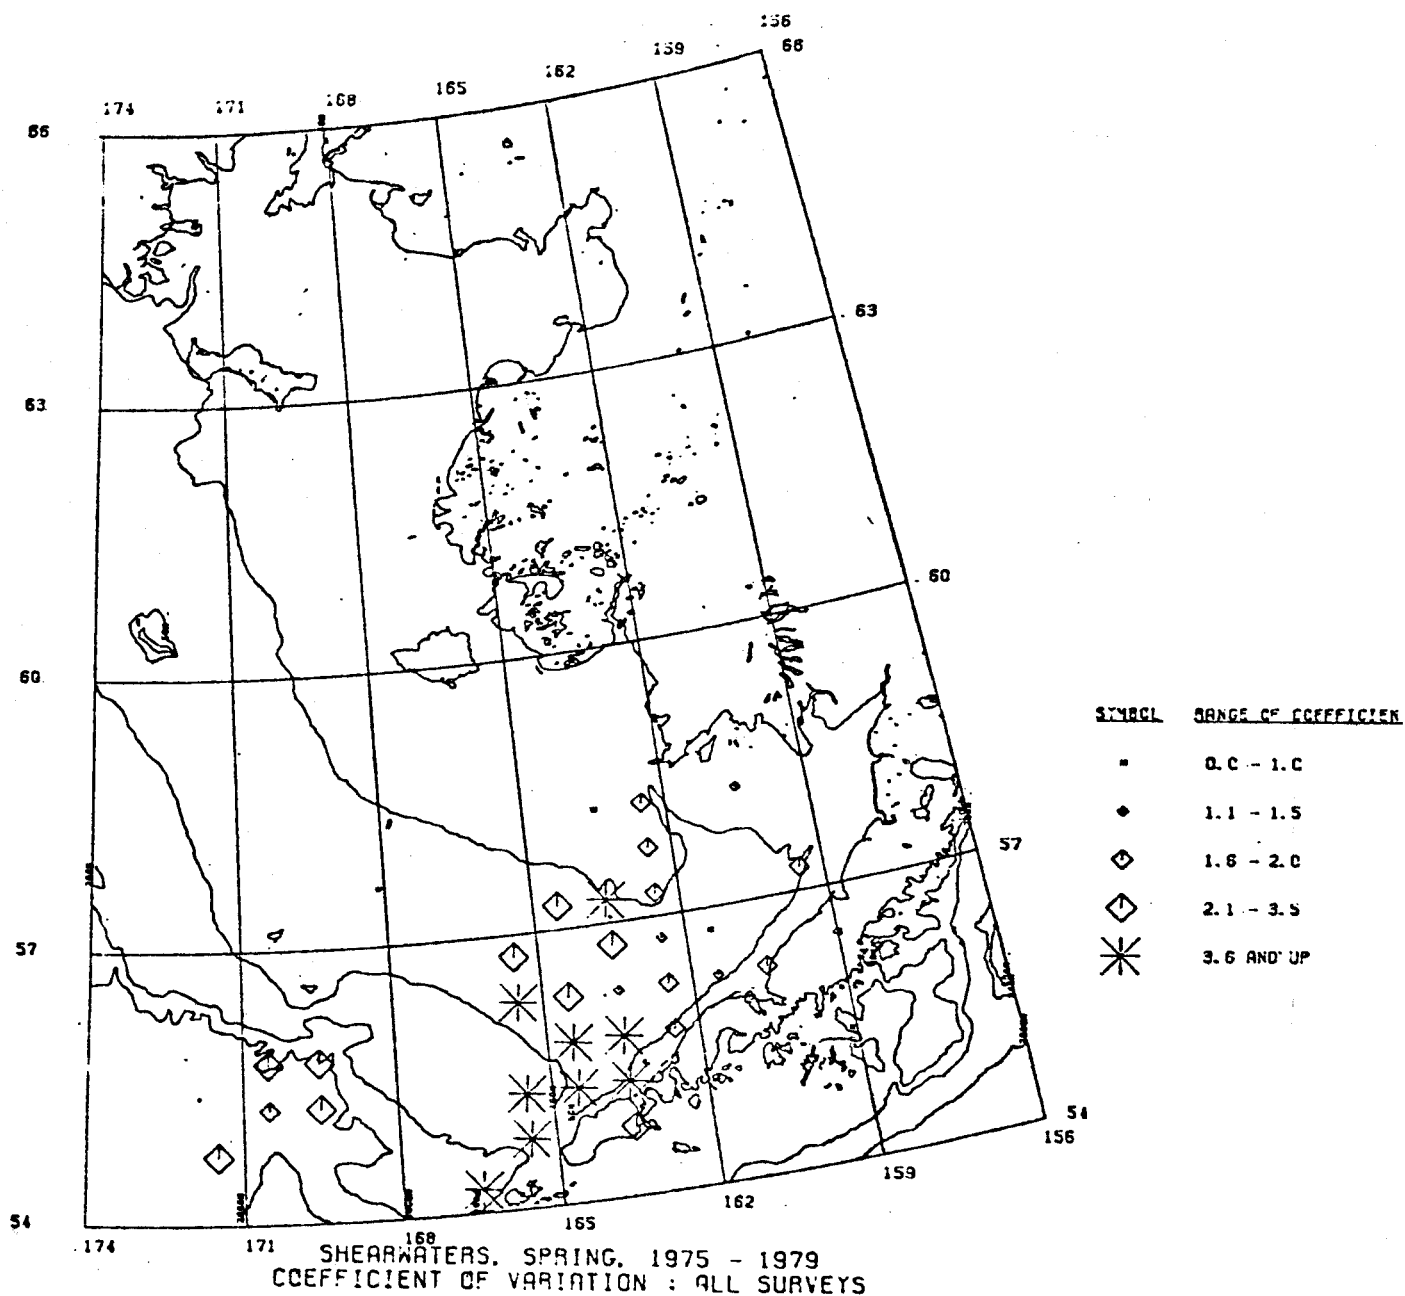 156
159 66
162
165
174 171 168
66
63
63
60
60
57
57
54
54
156
159
162
165
168
174 171
SYMBOL RANGE OF COEFFICIEN
0.0 - 1.0
1.1 - 1.5
1.6 - 2.0
2.1 - 3.5
3.6 AND UP
SHEARWATERS. SPRING. 1975 - 1979
COEFFICIENT OF VARIATION : ALL SURVEYS